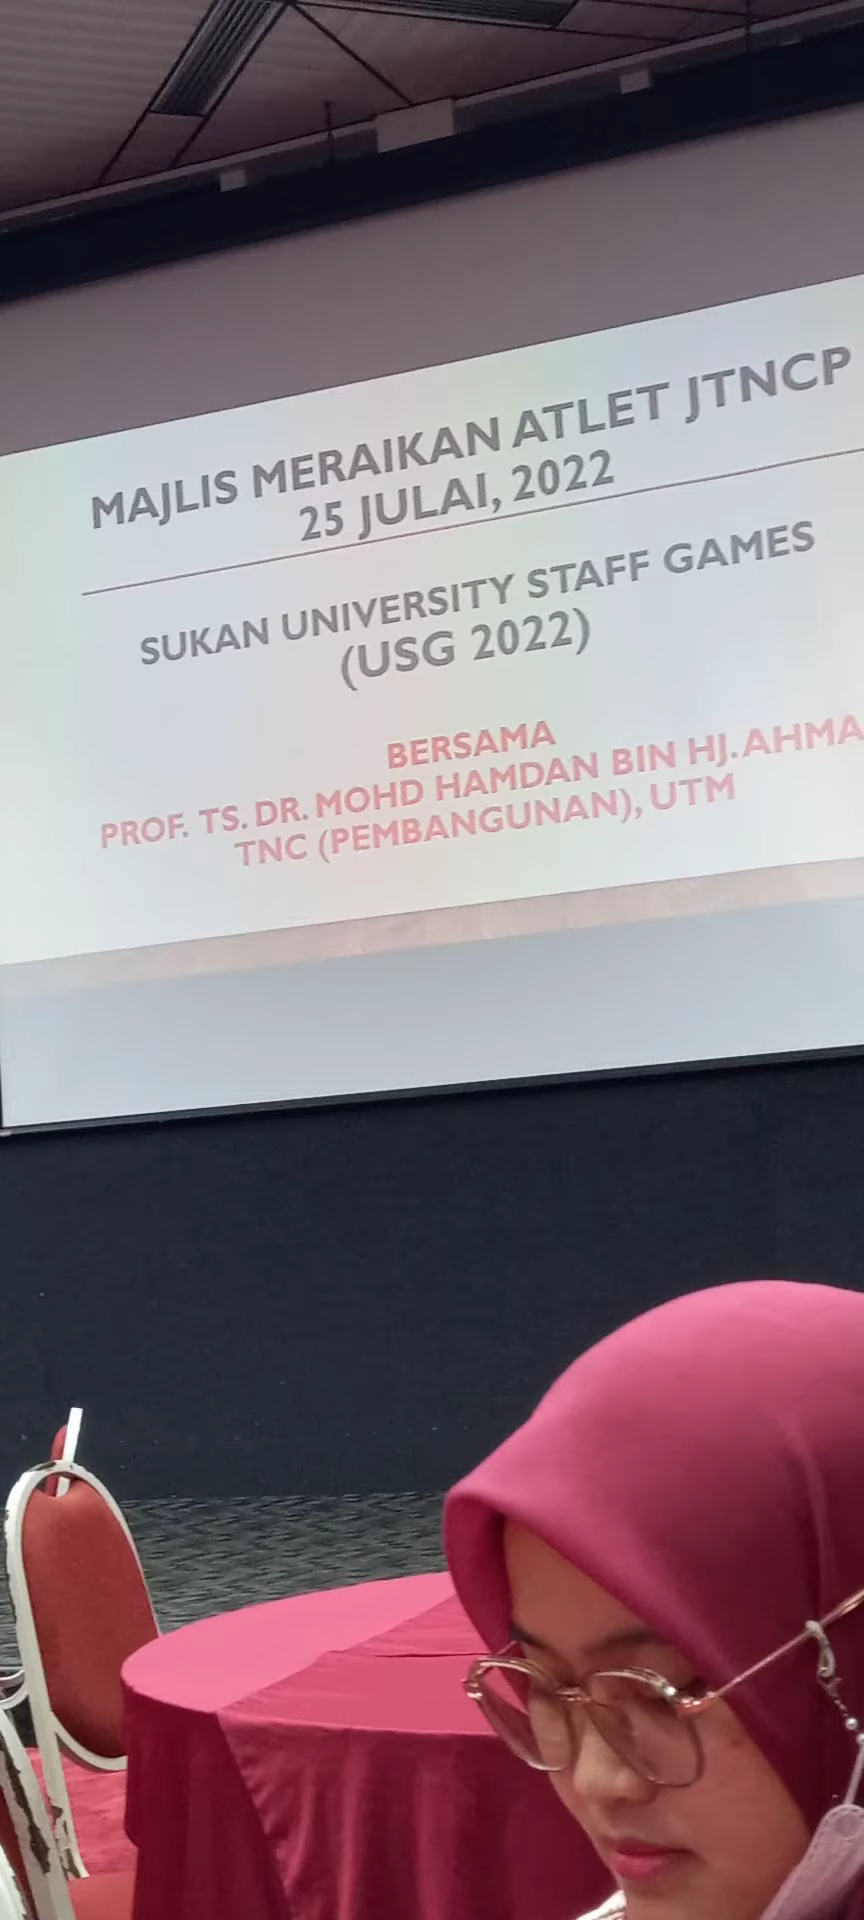 MAJLIS MERAIKAN ATLET JTNCP
25 JULAI, 2022
SUKAN UNIVERSITY STAFF GAMES
(USG 2022)
BERSAMA
PROF. TS. DR. MOHD HAMDAN BIN HJ. AHMA
TNC (PEMBANGUNAN), UTM